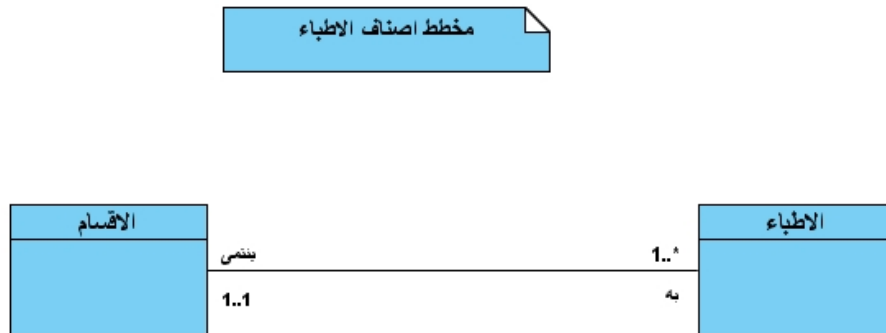 مخطط اصناف الاطباء
الاقسام
الاطباء
ينتمى
1..*
1..1
به